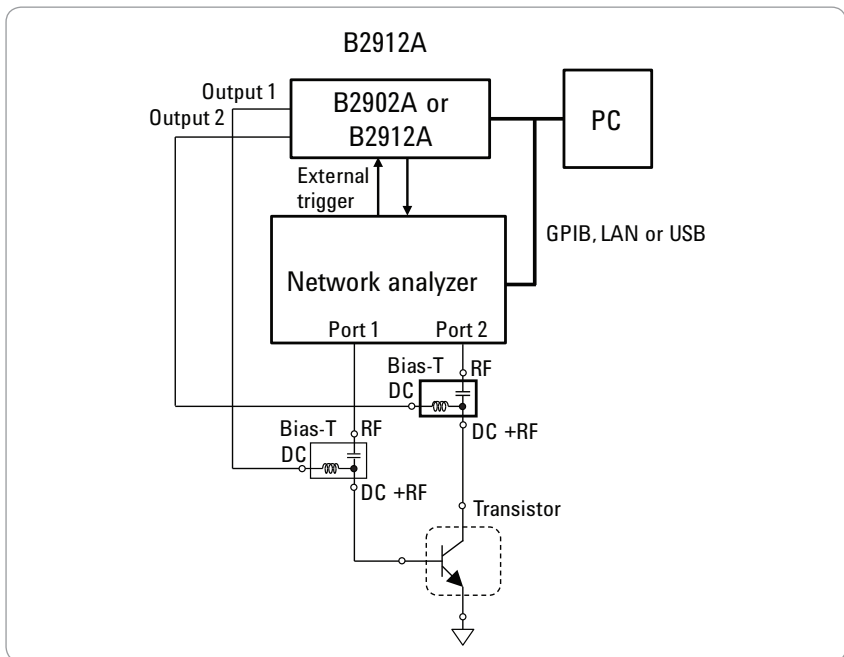 B2912A
Output 1
Output 2
B2902A or
B2912A
PC
External
trigger
GPIB, LAN or USB
Network analyzer
Port 1
Port 2
Bias-T
RF
DC
DC +RF
Bias-T
RF
DC
DC +RF
Transistor